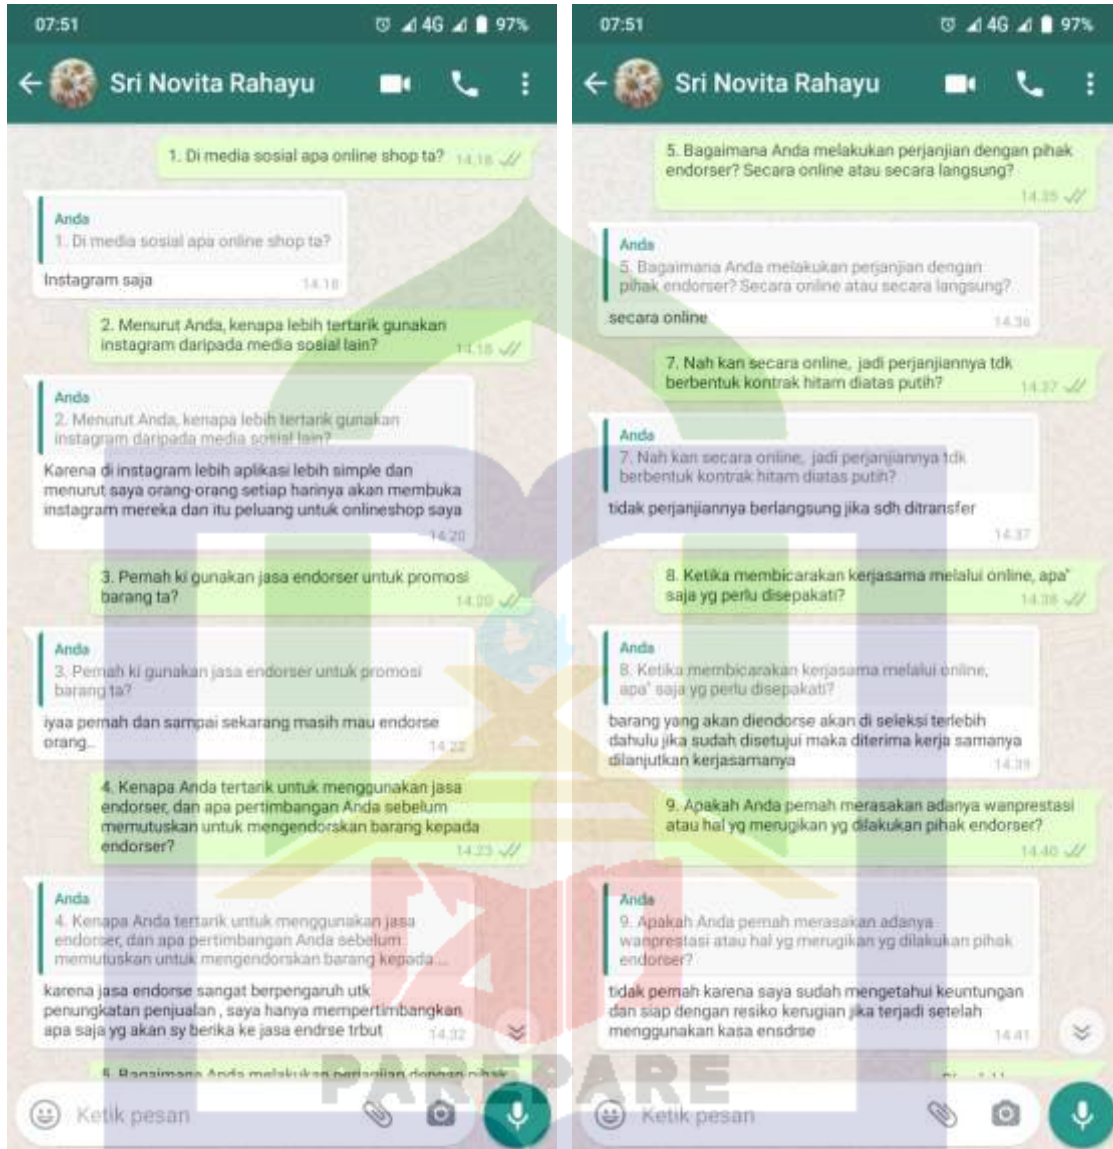 07:51
4G 97%
Sri Novita Rahayu
1. Di media sosial apa online shop ta? 14.18
Anda
1. Di media sosial apa online shop ta?
Instagram saja
14.18
2. Menurut Anda, kenapa lebih tertarik gunakan
instagram daripada media sosial lain? 14.18
Anda
2. Menurut Anda, kenapa lebih tertarik gunakan
instagram daripada media sosial lain?
Karena di instagram lebih aplikasi lebih simple dan
menurut saya orang-orang setiap harinya akan membuka
instagram mereka dan itu peluang untuk onlineshop saya
14.20
3. Pernah ki gunakan jasa endorser untuk promosi
barang ta? 14.20
Anda
3. Pernah ki gunakan jasa endorser untuk promosi
barang ta?
iyaa pernah dan sampai sekarang masih mau endorse
orang.. 14.22
4. Kenapa Anda tertarik untuk menggunakan jasa
endorser, dan apa pertimbangan Anda sebelum
memutuskan untuk mengendorskan barang kepada
endorser? 14.23
Anda
4. Kenapa Anda tertarik untuk menggunakan jasa
endorser, dan apa pertimbangan Anda sebelum
memutuskan untuk mengendorskan barang kepada....
karena jasa endorse sangat berpengaruh utk
penungkatan penjualan , saya hanya mempertimbangkan
apa saja yg akan sy berika ke jasa endrse trbut 14.32
5. Bagaimana Anda melakukan perjanjian dengan pihak
Ketik pesan
07:51
4G 97%
Sri Novita Rahayu
5. Bagaimana Anda melakukan perjanjian dengan pihak
endorser? Secara online atau secara langsung?
14.35
Anda
5. Bagaimana Anda melakukan perjanjian dengan
pihak endorser? Secara online atau secara langsung?
secara online 14.36
7. Nah kan secara online, jadi perjanjiannya tdk
berbentuk kontrak hitam diatas putih? 14.37
Anda
7. Nah kan secara online, jadi perjanjiannya tdk
berbentuk kontrak hitam diatas putih?
tidak perjanjiannya berlangsung jika sdh ditransfer
14.37
8. Ketika membicarakan kerjasama melalui online, apa"
saja yg perlu disepakati? 14.38
Anda
8. Ketika membicarakan kerjasama melalui online,
apa" saja yg perlu disepakati?
barang yang akan diendorse akan di seleksi terlebih
dahulu jika sudah disetujui maka diterima kerja samanya
dilanjutkan kerjasamanya 14.39
9. Apakah Anda pernah merasakan adanya wanprestasi
atau hal yg merugikan yg dilakukan pihak endorser?
14.40
Anda
9. Apakah Anda pernah merasakan adanya
wanprestasi atau hal yg merugikan yg dilakukan pihak
endorser?
tidak pernah karena saya sudah mengetahui keuntungan
dan siap dengan resiko kerugian jika terjadi setelah
menggunakan kasa ensdrse 14.41
Ketik pesan
PAREPARE